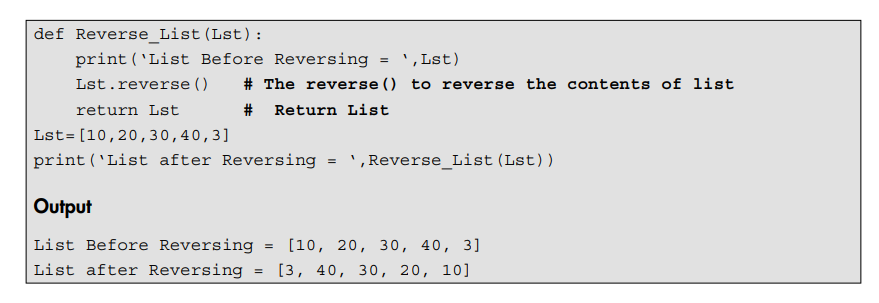 def Reverse_List(Lst):
    print(‘List Before Reversing = ‘,Lst)
    Lst.reverse()   # The reverse() to reverse the contents of list
    return Lst      #  Return List
Lst=[10,20,30,40,3]
print(‘List after Reversing = ‘,Reverse_List(Lst))
Output
List Before Reversing = [10, 20, 30, 40, 3]
List after Reversing = [3, 40, 30, 20, 10]